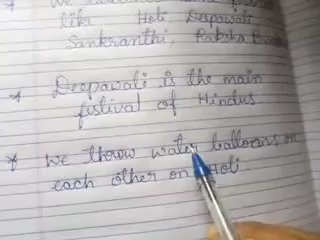 like Holi Deepawali
Sankranthi, Raksha
* Deepawali is the main
festival of Hindus
* We throw water balloons on
each other on Holi.